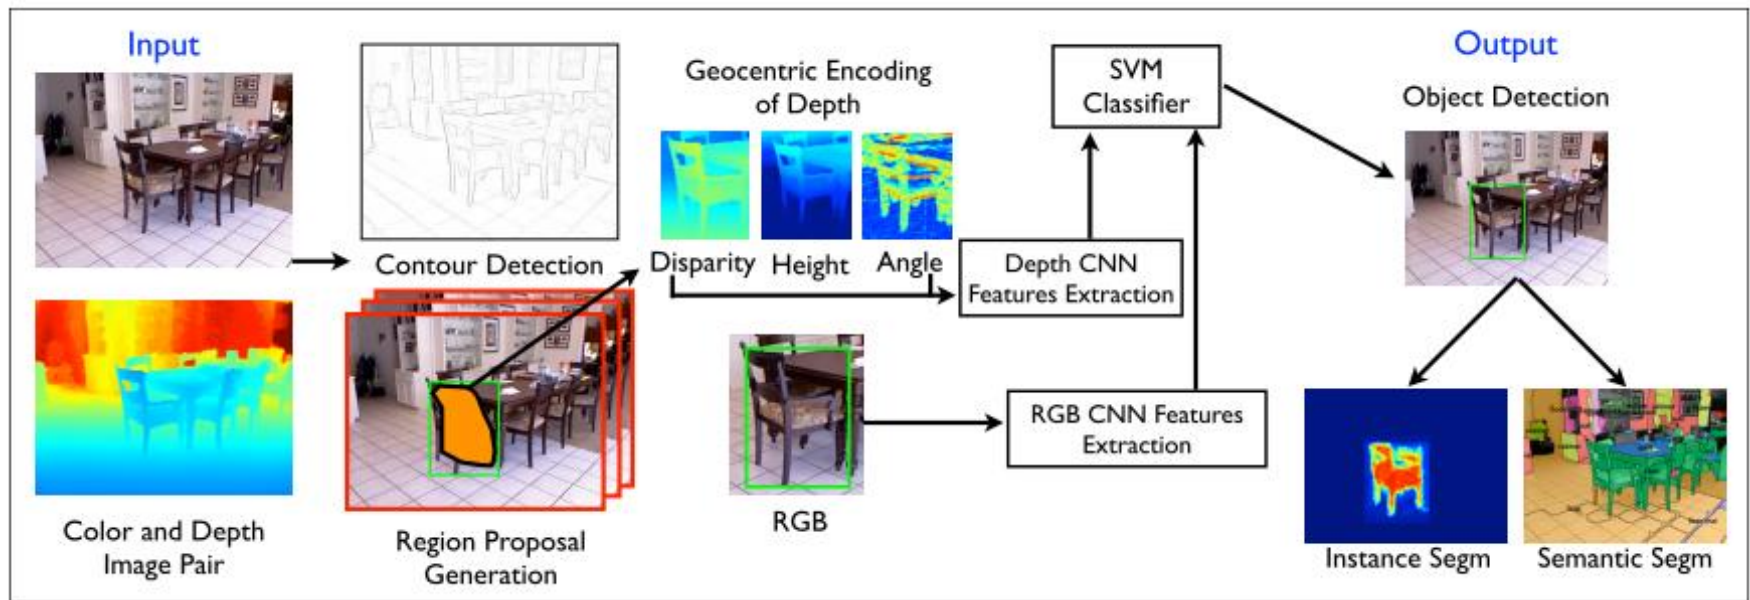 Input
Color and Depth
Image Pair
Contour Detection
Region Proposal
Generation
Geocentric Encoding
of Depth
Disparity
Height
Angle
RGB
Depth CNN
Features Extraction
RGB CNN Features
Extraction
SVM
Classifier
Output
Object Detection
Instance Segm
Semantic Segm